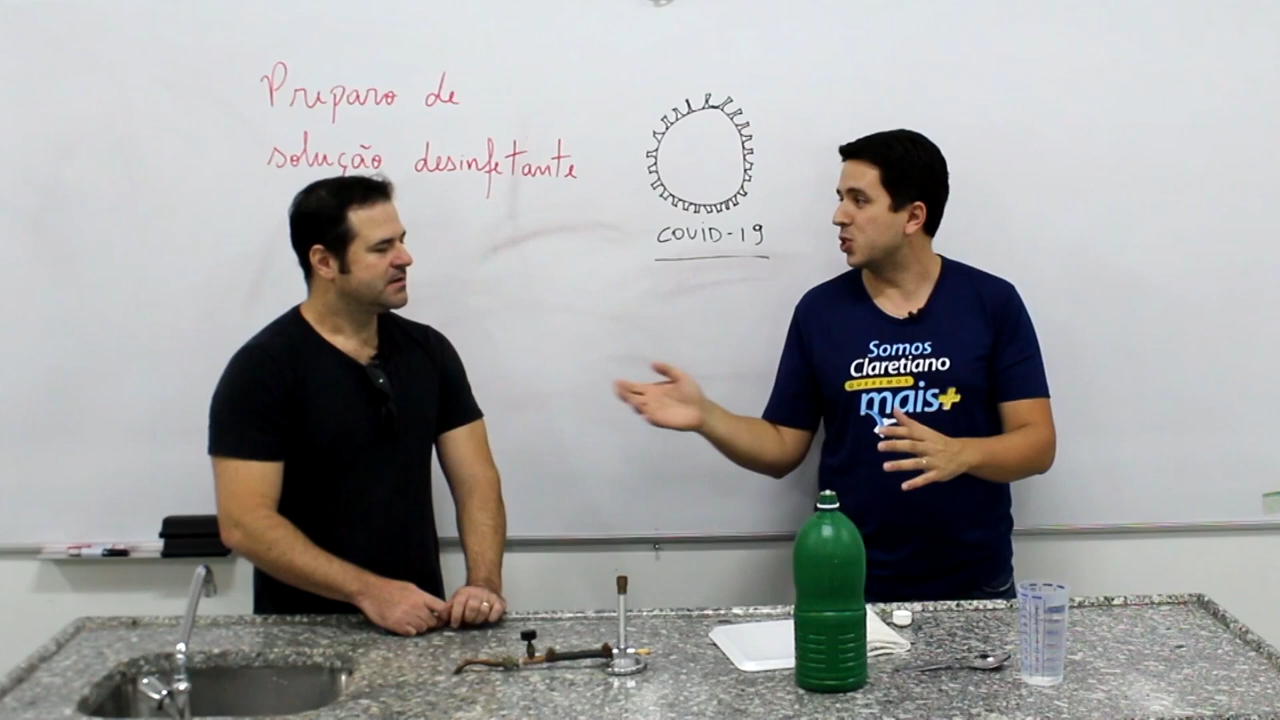 Preparo de
solução desinfetante
COVID-19
Somos
Claretiano
QUEREMOS
mais+